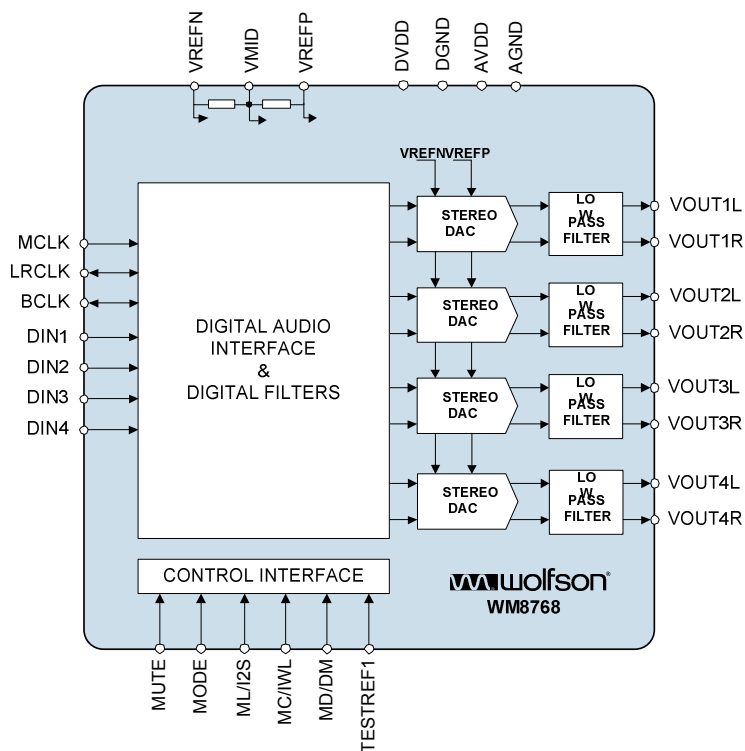 VREFN
VMID
VREFP
DVDD
DGND
AVDD
AGND
VREFNVREFP
MCLK
LRCLK
BCLK
DIN1
DIN2
DIN3
DIN4
DIGITAL AUDIO
INTERFACE
&
DIGITAL FILTERS
STEREO
DAC
LO
W
PASS
FILTER
VOUT1L
VOUT1R
STEREO
DAC
LO
W
PASS
FILTER
VOUT2L
VOUT2R
STEREO
DAC
LO
W
PASS
FILTER
VOUT3L
VOUT3R
STEREO
DAC
LO
W
PASS
FILTER
VOUT4L
VOUT4R
CONTROL INTERFACE
wolfson®
WM8768
MUTE
MODE
ML/I2S
MC/IWL
MD/DM
TESTREF1